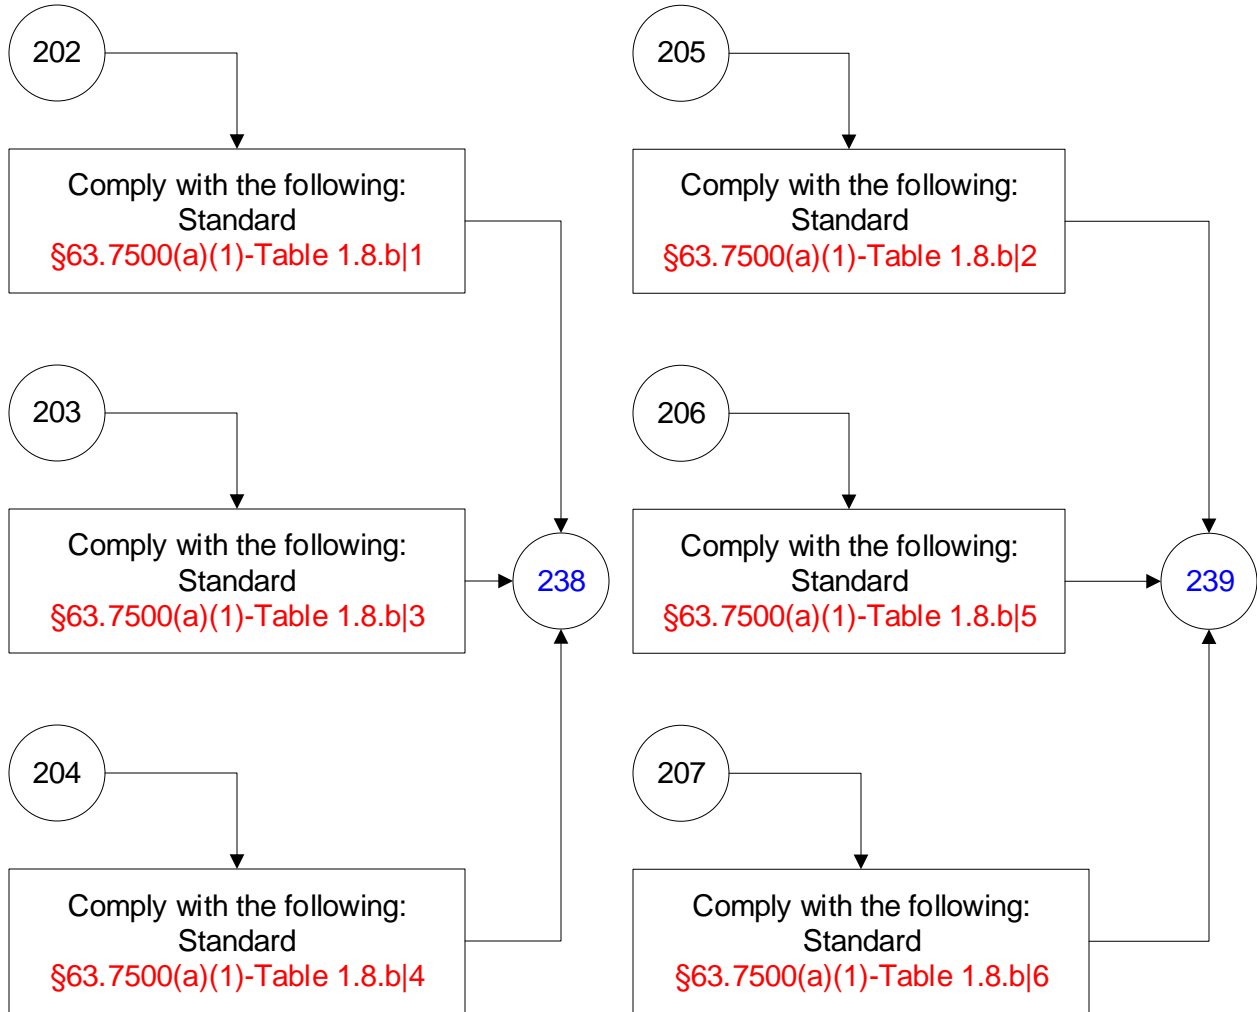 202
Comply with the following:
Standard
§63.7500(a)(1)-Table 1.8.b|1
203
Comply with the following:
Standard
§63.7500(a)(1)-Table 1.8.b|3
238
204
Comply with the following:
Standard
§63.7500(a)(1)-Table 1.8.b|4
205
Comply with the following:
Standard
§63.7500(a)(1)-Table 1.8.b|2
206
Comply with the following:
Standard
§63.7500(a)(1)-Table 1.8.b|5
239
207
Comply with the following:
Standard
§63.7500(a)(1)-Table 1.8.b|6